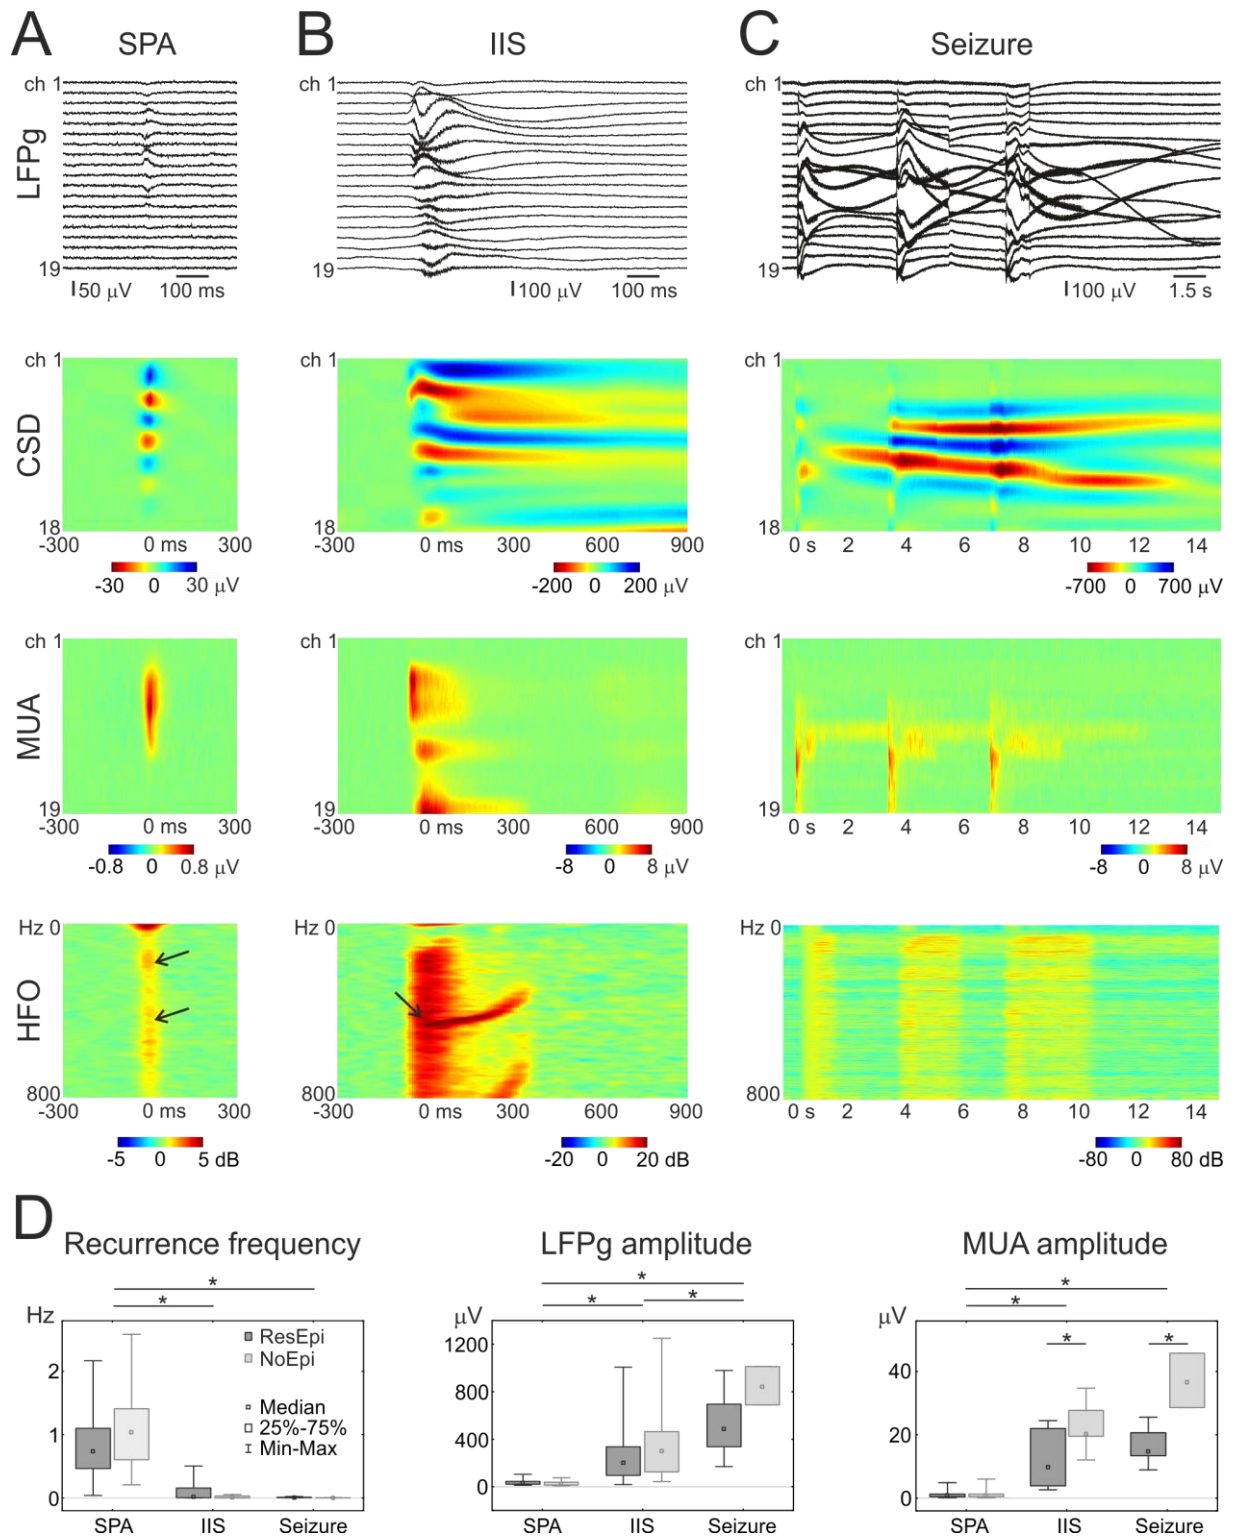 A B C
SPA IIS Seizure
LFPg
ch 1 ch 1 ch 1
19 19 19
50 μV 100 ms 100 μV 100 ms 100 μV 1.5 s
CSD
ch 1 ch 1 ch 1
18 18 18
-300 0 ms 300 -300 0 ms 300 600 900 0 s 2 4 6 8 10 12 14
-30 0 30 μV -200 0 200 μV -700 0 700 μV
MUA
ch 1 ch 1 ch 1
19 19 19
-300 0 ms 300 -300 0 ms 300 600 900 0 s 2 4 6 8 10 12 14
-0.8 0 0.8 μV -8 0 8 μV -8 0 8 μV
HFO
Hz 0 Hz 0 Hz 0
800 800 800
-300 0 ms 300 -300 0 ms 300 600 900 0 s 2 4 6 8 10 12 14
-5 0 5 dB -20 0 20 dB -80 0 80 dB
D
Recurrence frequency LFPg amplitude MUA amplitude
* * * * * * *
Hz μV μV
* *
ResEpi
NoEpi
Median
25%-75%
Min-Max
2 1200 40
1 800 20
0 400 0
0
SPA IIS Seizure SPA IIS Seizure SPA IIS Seizure